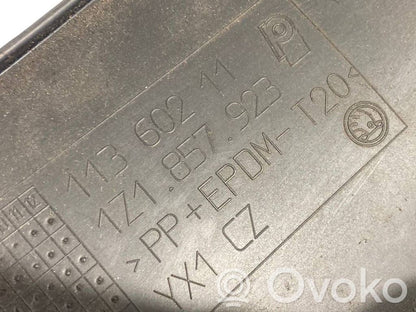 113 602 11
1Z1.857.923
>PP+EPDM-T20<
YX1 CZ
© Ovoko